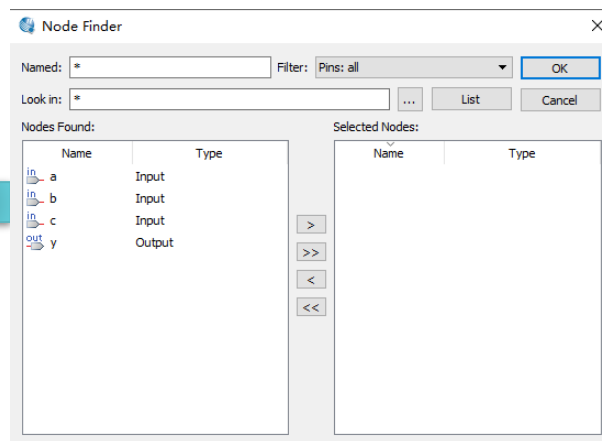 Node Finder
Named: * Filter: Pins: all OK
Look in: * ... List Cancel
Nodes Found: Selected Nodes:
Name Type Name Type
in a Input
in b Input
in c Input
out y Output
>
>>
<
<<